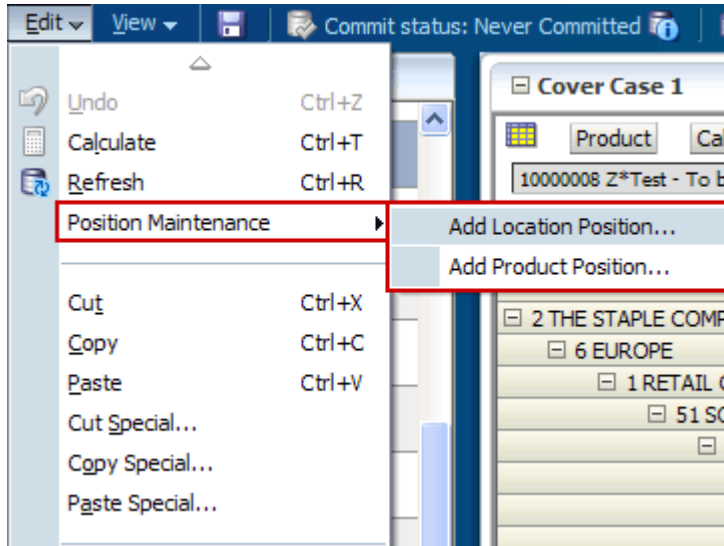 Edit View Commit status: Never Committed
Undo Ctrl+Z
Calculate Ctrl+T
Refresh Ctrl+R
Position Maintenance
Add Location Position...
Add Product Position...
Cut Ctrl+X
Copy Ctrl+C
Paste Ctrl+V
Cut Special...
Copy Special...
Paste Special...
Cover Case 1
Product Cal
10000008 Z*Test - To b
2 THE STAPLE COMP
6 EUROPE
1 RETAIL
51 SC